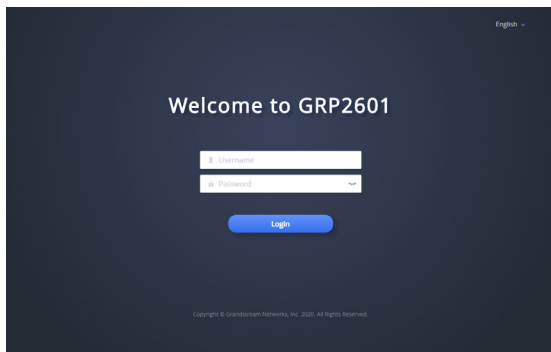 English
Welcome to GRP2601
Username
Password
Login
Copyright © Grandstream Networks, Inc. 2020. All Rights Reserved.